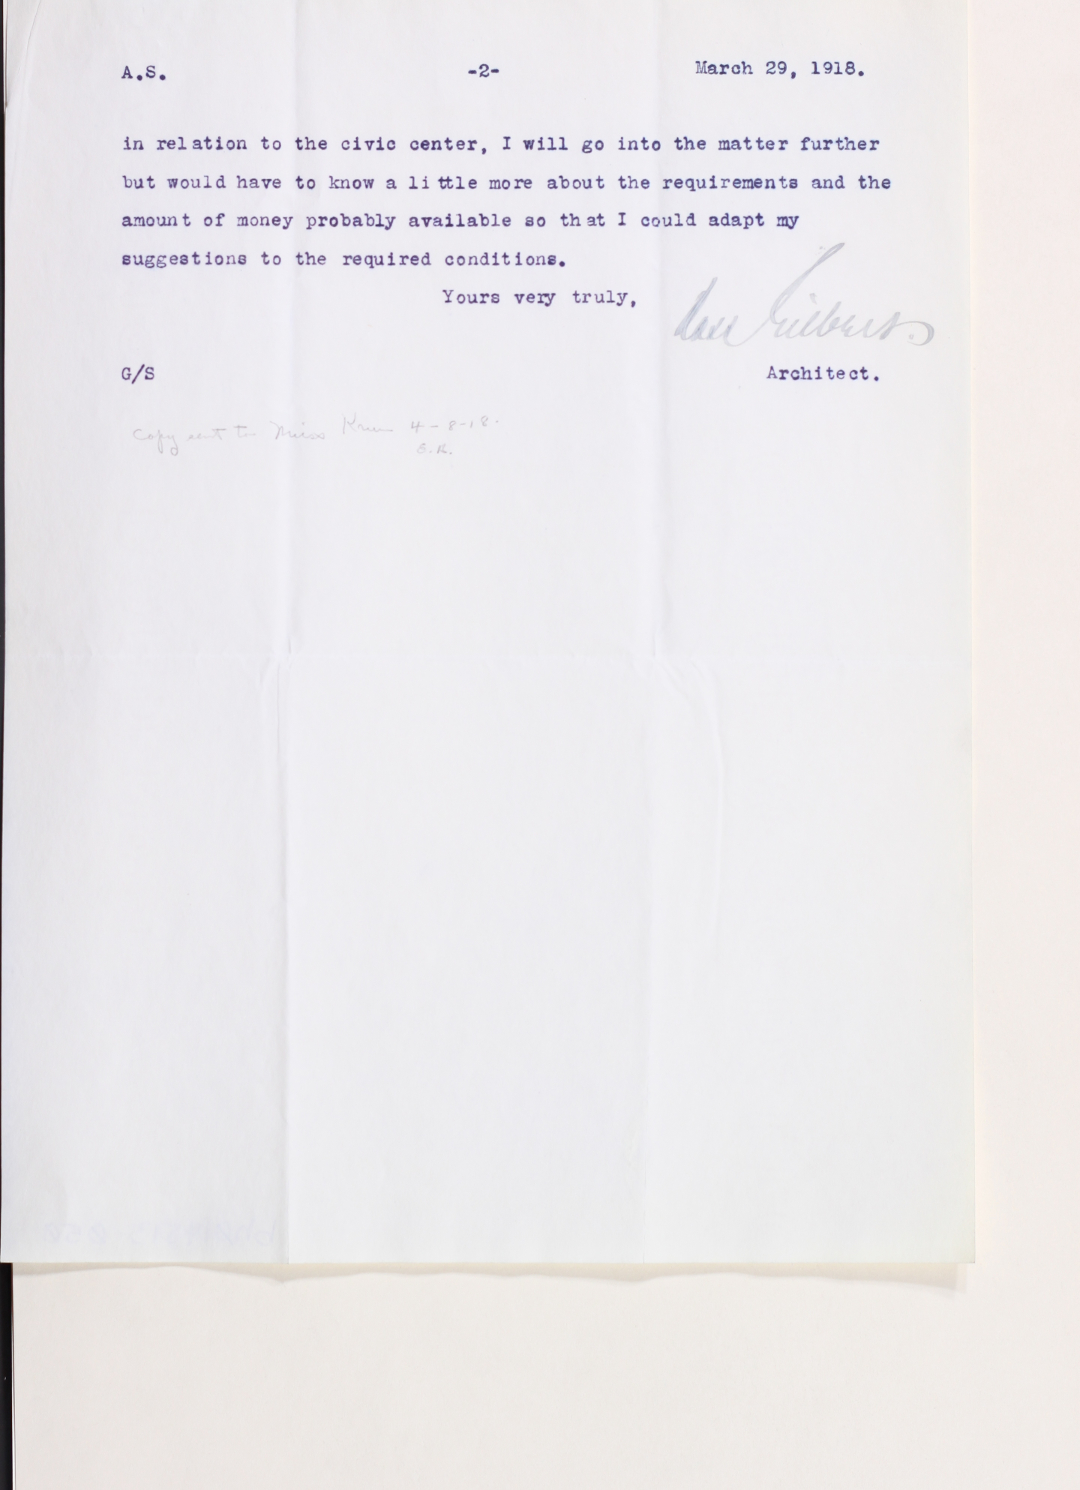 A.S. -2- March 29, 1918.
in relation to the civic center, I will go into the matter further
but would have to know a little more about the requirements and the
amount of money probably available so that I could adapt my
suggestions to the required conditions.
Yours very truly,
Cass Gilbert
G/S Architect.
Copy sent to Miss 4-8-18.